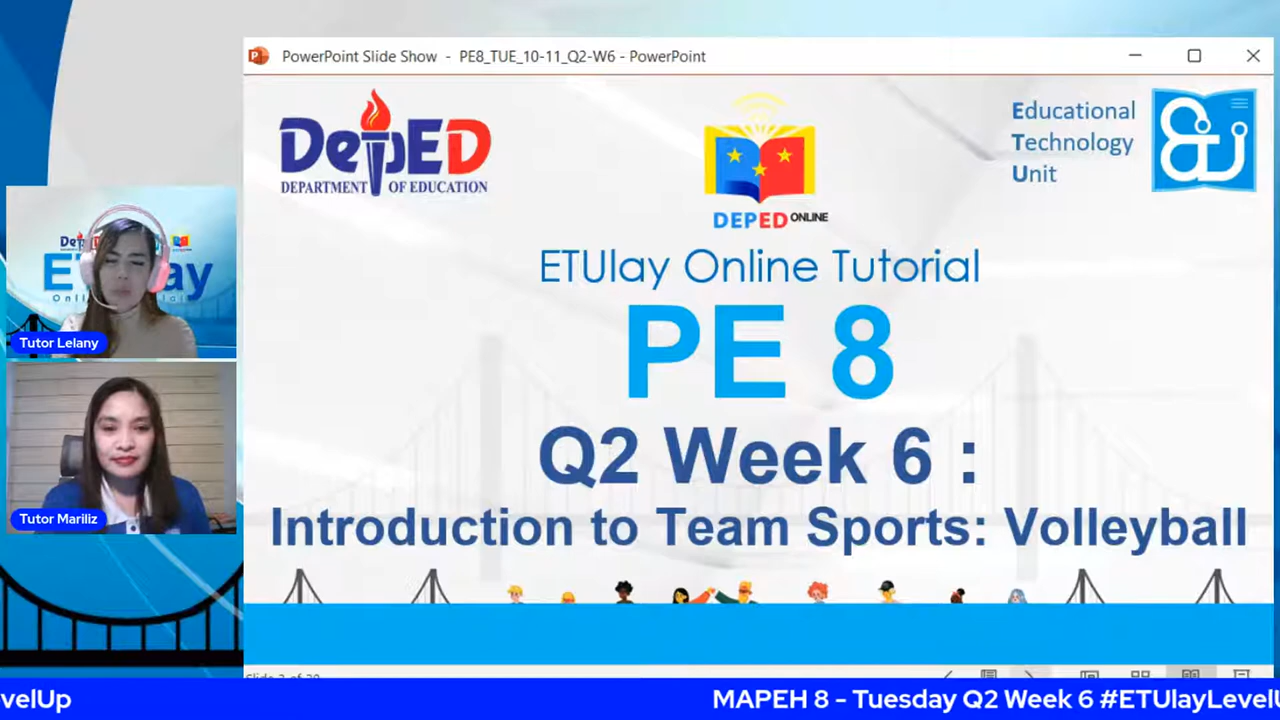 PowerPoint Slide Show - PE8_TUE_10-11_Q2-W6 - PowerPoint
DepED
DEPARTMENT OF EDUCATION
DEPED ONLINE
Educational
Technology
Unit
ETUlay Online Tutorial
PE 8
Q2 Week 6 :
Introduction to Team Sports: Volleyball
Tutor Lelany
Tutor Mariliz
velUp
MAPEH 8 - Tuesday Q2 Week 6 #ETUlayLevelU